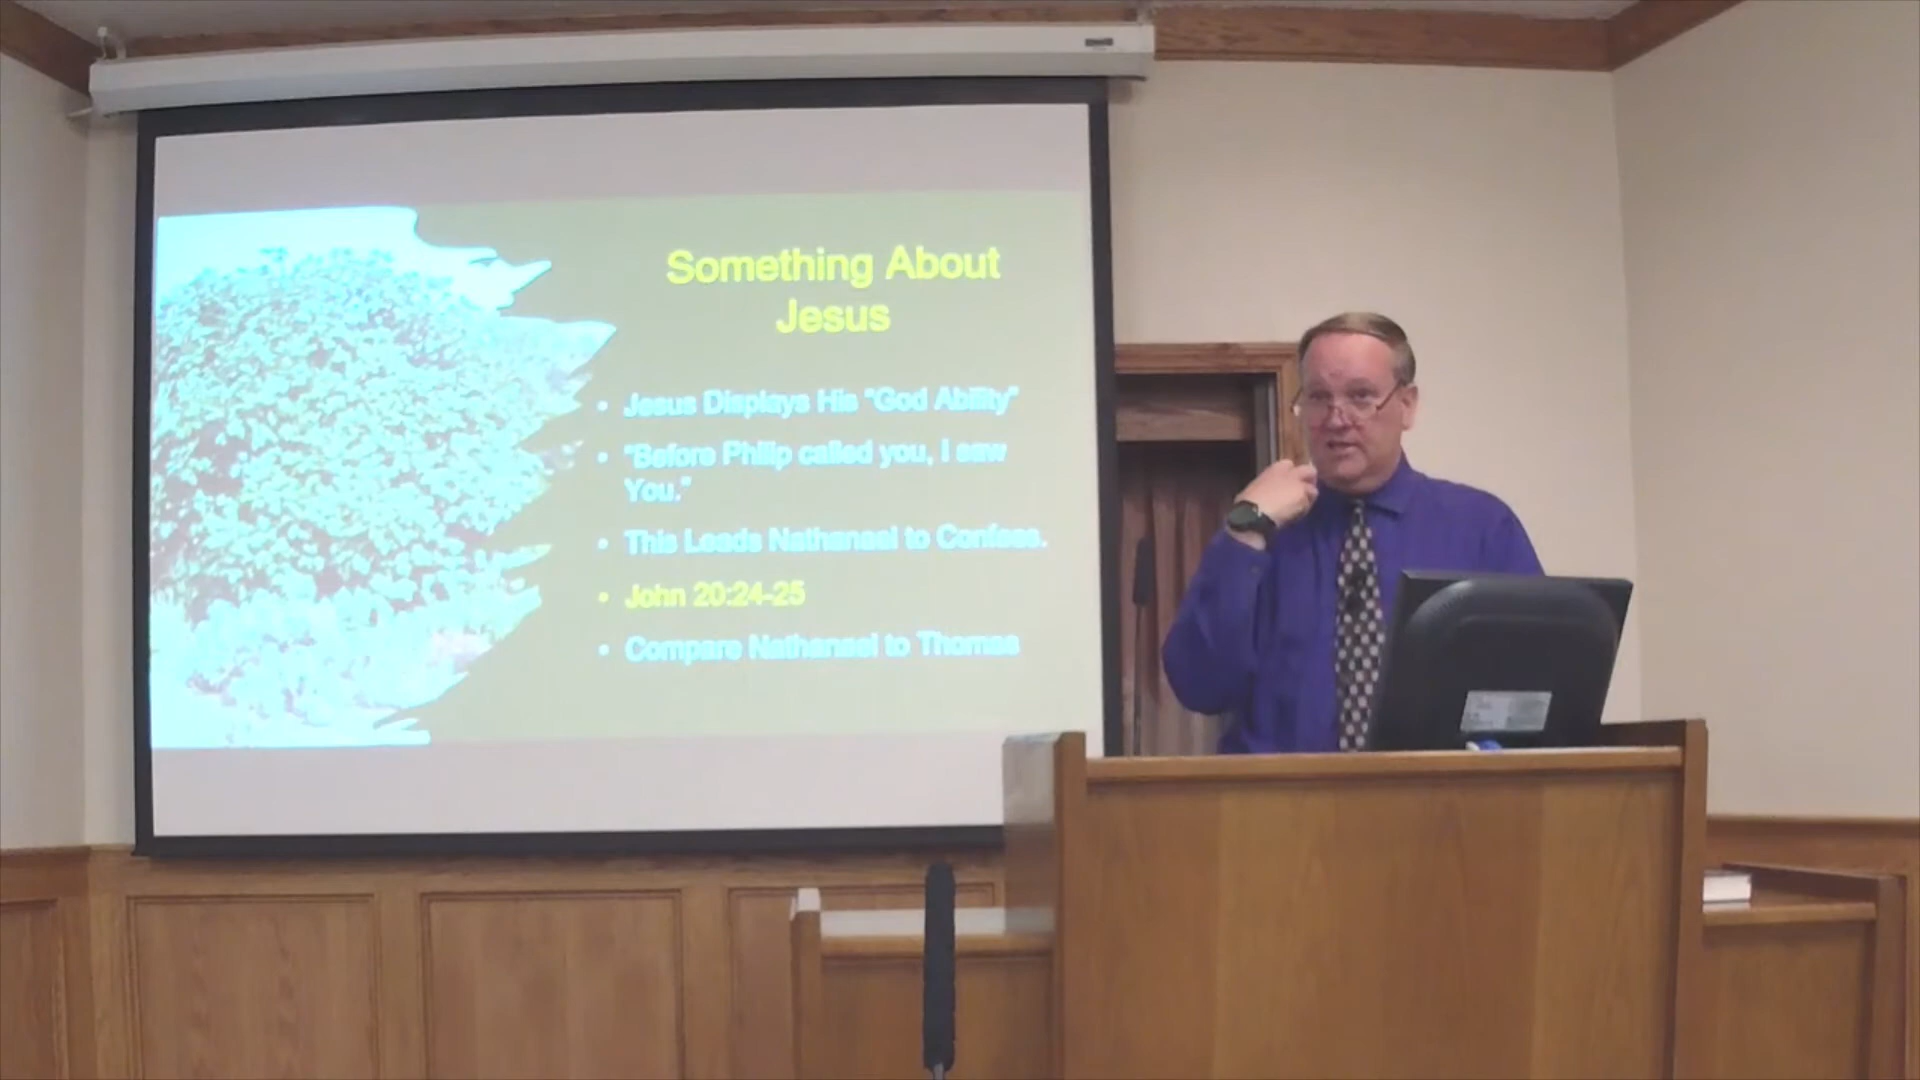 Something About
Jesus
• Jesus Displays His "God Ability"
• "Before Philip called you, I saw
You."
• This Leads Nathanael to Confess.
• John 20:24-25
• Compare Nathanael to Thomas